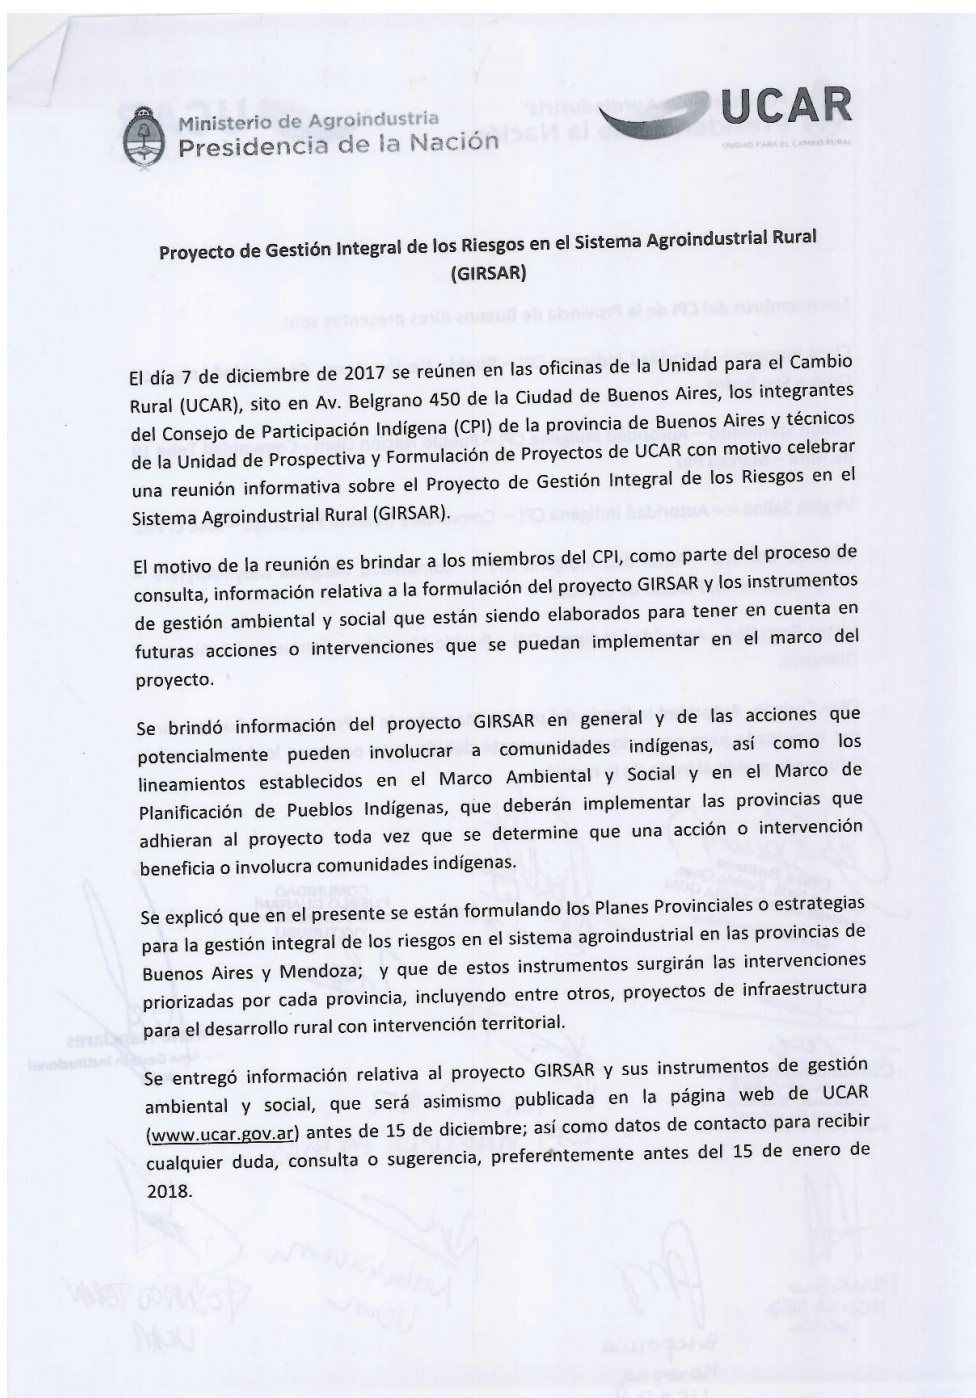 Ministerio de Agroindustria
Presidencia de la Nación
UCAR
UNIDAD PARA EL CAMBIO RURAL
Proyecto de Gestión Integral de los Riesgos en el Sistema Agroindustrial Rural
(GIRSAR)
El día 7 de diciembre de 2017 se reúnen en las oficinas de la Unidad para el Cambio
Rural (UCAR), sito en Av. Belgrano 450 de la Ciudad de Buenos Aires, los integrantes
del Consejo de Participación Indígena (CPI) de la provincia de Buenos Aires y técnicos
de la Unidad de Prospectiva y Formulación de Proyectos de UCAR con motivo celebrar
una reunión informativa sobre el Proyecto de Gestión Integral de los Riesgos en el
Sistema Agroindustrial Rural (GIRSAR).
El motivo de la reunión es brindar a los miembros del CPI, como parte del proceso de
consulta, información relativa a la formulación del proyecto GIRSAR y los instrumentos
de gestión ambiental y social que están siendo elaborados para tener en cuenta en
futuras acciones o intervenciones que se puedan implementar en el marco del
proyecto.
Se brindó información del proyecto GIRSAR en general y de las acciones que
potencialmente pueden involucrar a comunidades indígenas, así como los
lineamientos establecidos en el Marco Ambiental y Social y en el Marco de
Planificación de Pueblos Indígenas, que deberán implementar las provincias que
adhieran al proyecto toda vez que se determine que una acción o intervención
beneficia o involucra comunidades indígenas.
Se explicó que en el presente se están formulando los Planes Provinciales o estrategias
para la gestión integral de los riesgos en el sistema agroindustrial en las provincias de
Buenos Aires y Mendoza; y que de estos instrumentos surgirán las intervenciones
priorizadas por cada provincia, incluyendo entre otros, proyectos de infraestructura
para el desarrollo rural con intervención territorial.
Se entregó información relativa al proyecto GIRSAR y sus instrumentos de gestión
ambiental y social, que será asimismo publicada en la página web de UCAR
(www.ucar.gov.ar) antes de 15 de diciembre; así como datos de contacto para recibir
cualquier duda, consulta o sugerencia, preferentemente antes del 15 de enero de
2018.